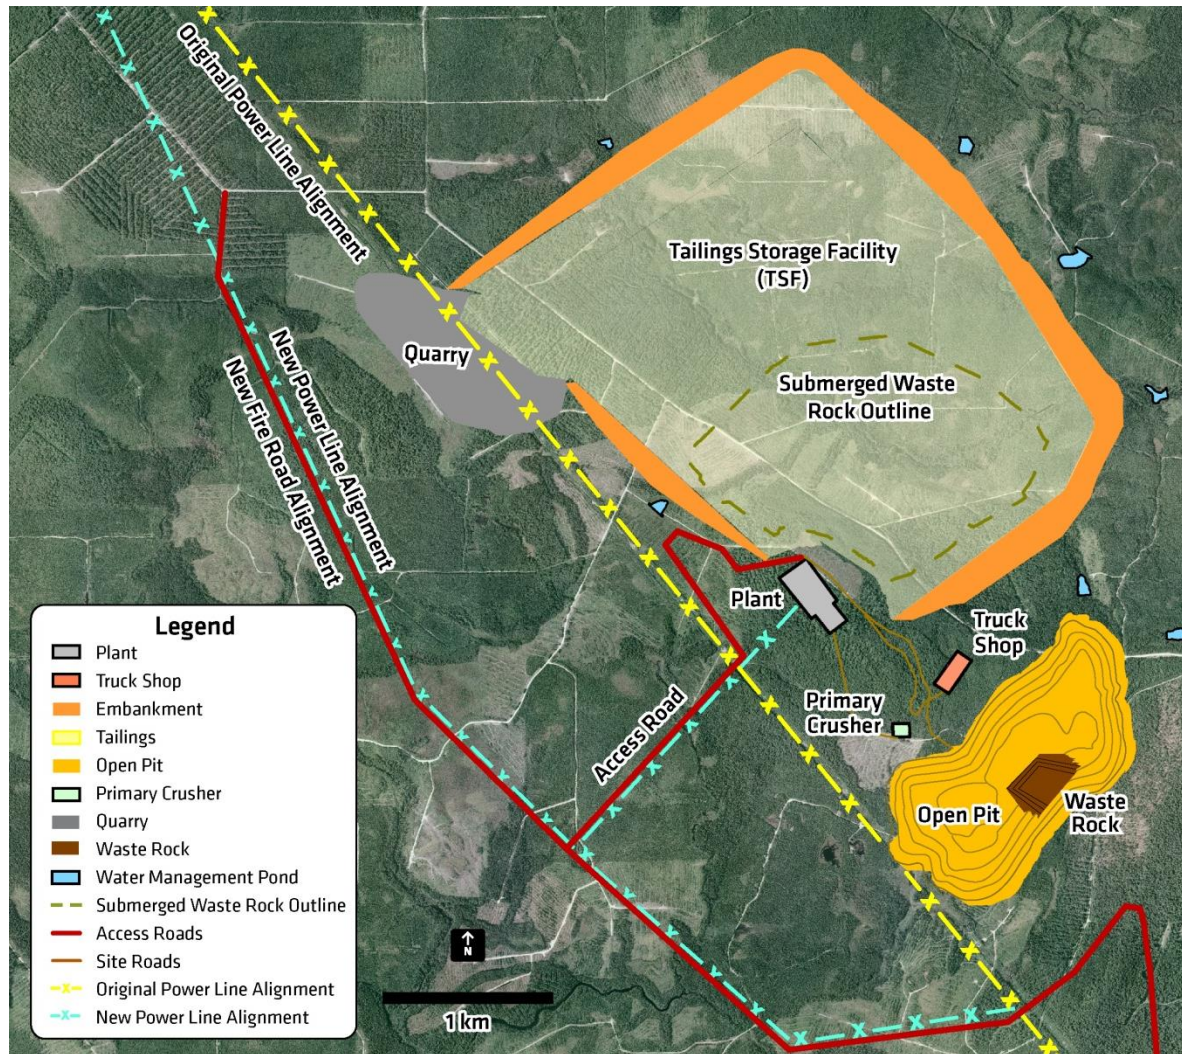 Original Power Line Alignment
Tailings Storage Facility
(TSF)
Quarry
Submerged Waste
Rock Outline
New Power Line Alignment
New Fire Road Alignment
Plant
Truck
Shop
Access Road
Primary
Crusher
Open Pit
Waste
Rock
Legend
Plant
Truck Shop
Embankment
Tailings
Open Pit
Primary Crusher
Quarry
Waste Rock
Water Management Pond
Submerged Waste Rock Outline
Access Roads
Site Roads
Original Power Line Alignment
New Power Line Alignment
N
1 km